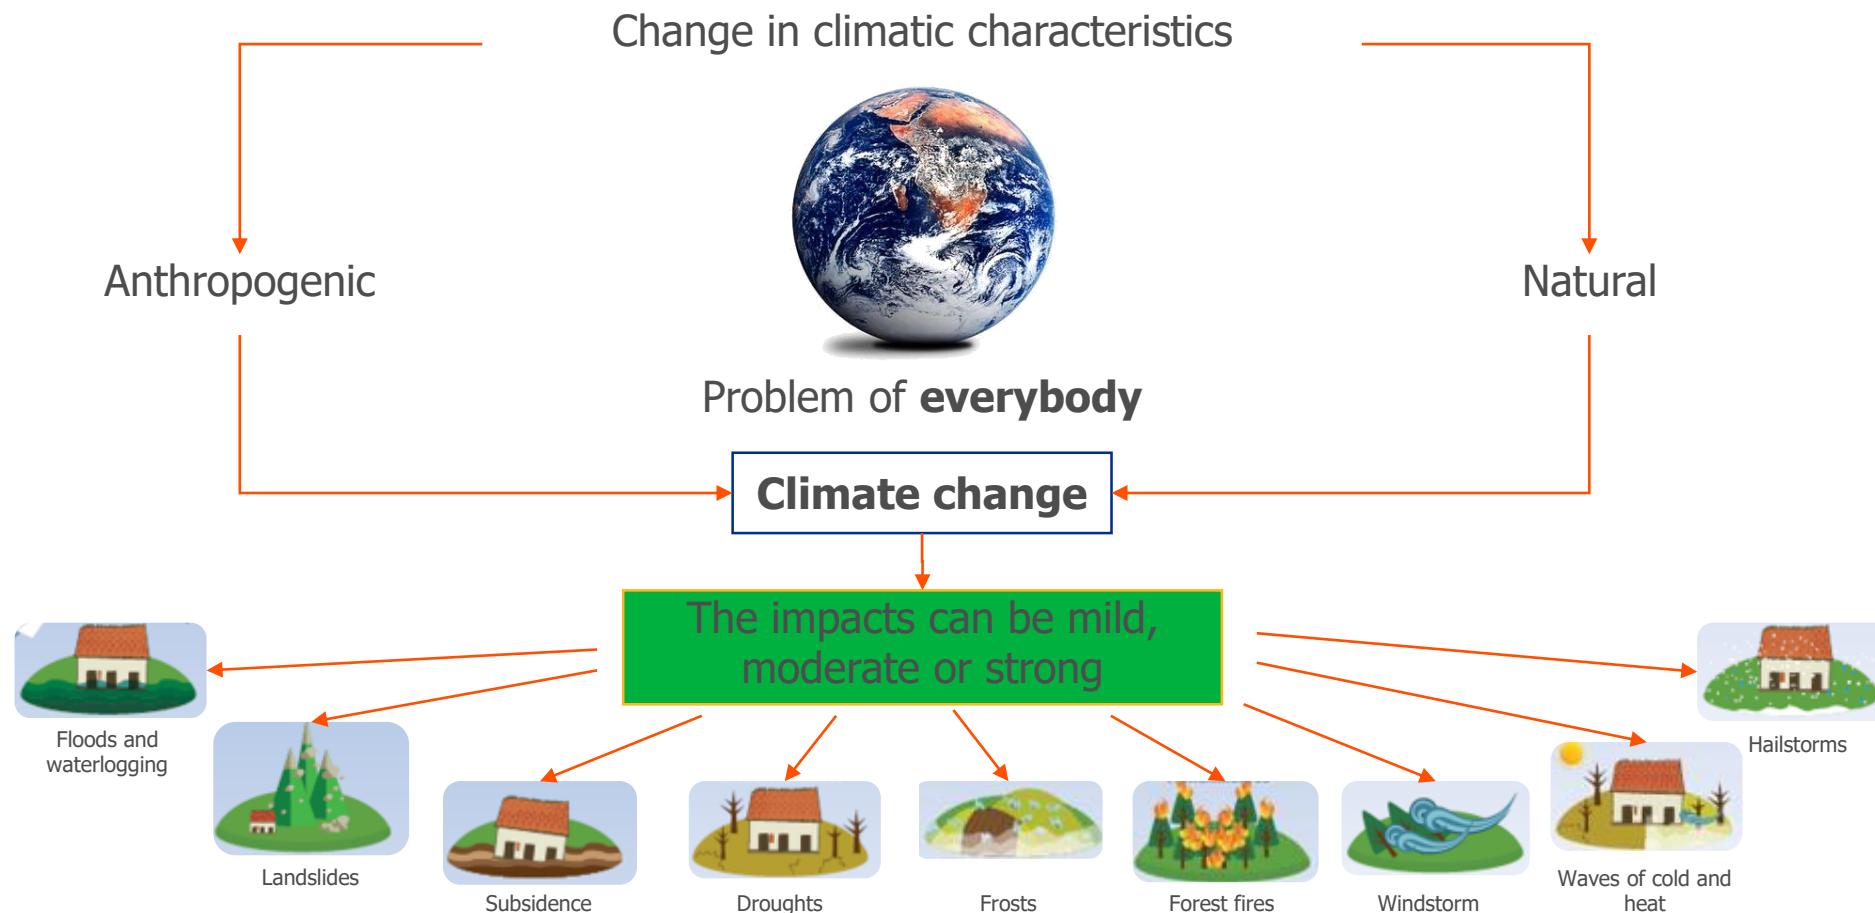 Change in climatic characteristics
Anthropogenic
Natural
Problem of everybody
Climate change
The impacts can be mild,
moderate or strong
Floods and
waterlogging
Landslides
Subsidence
Droughts
Frosts
Forest fires
Windstorm
Waves of cold and
heat
Hailstorms